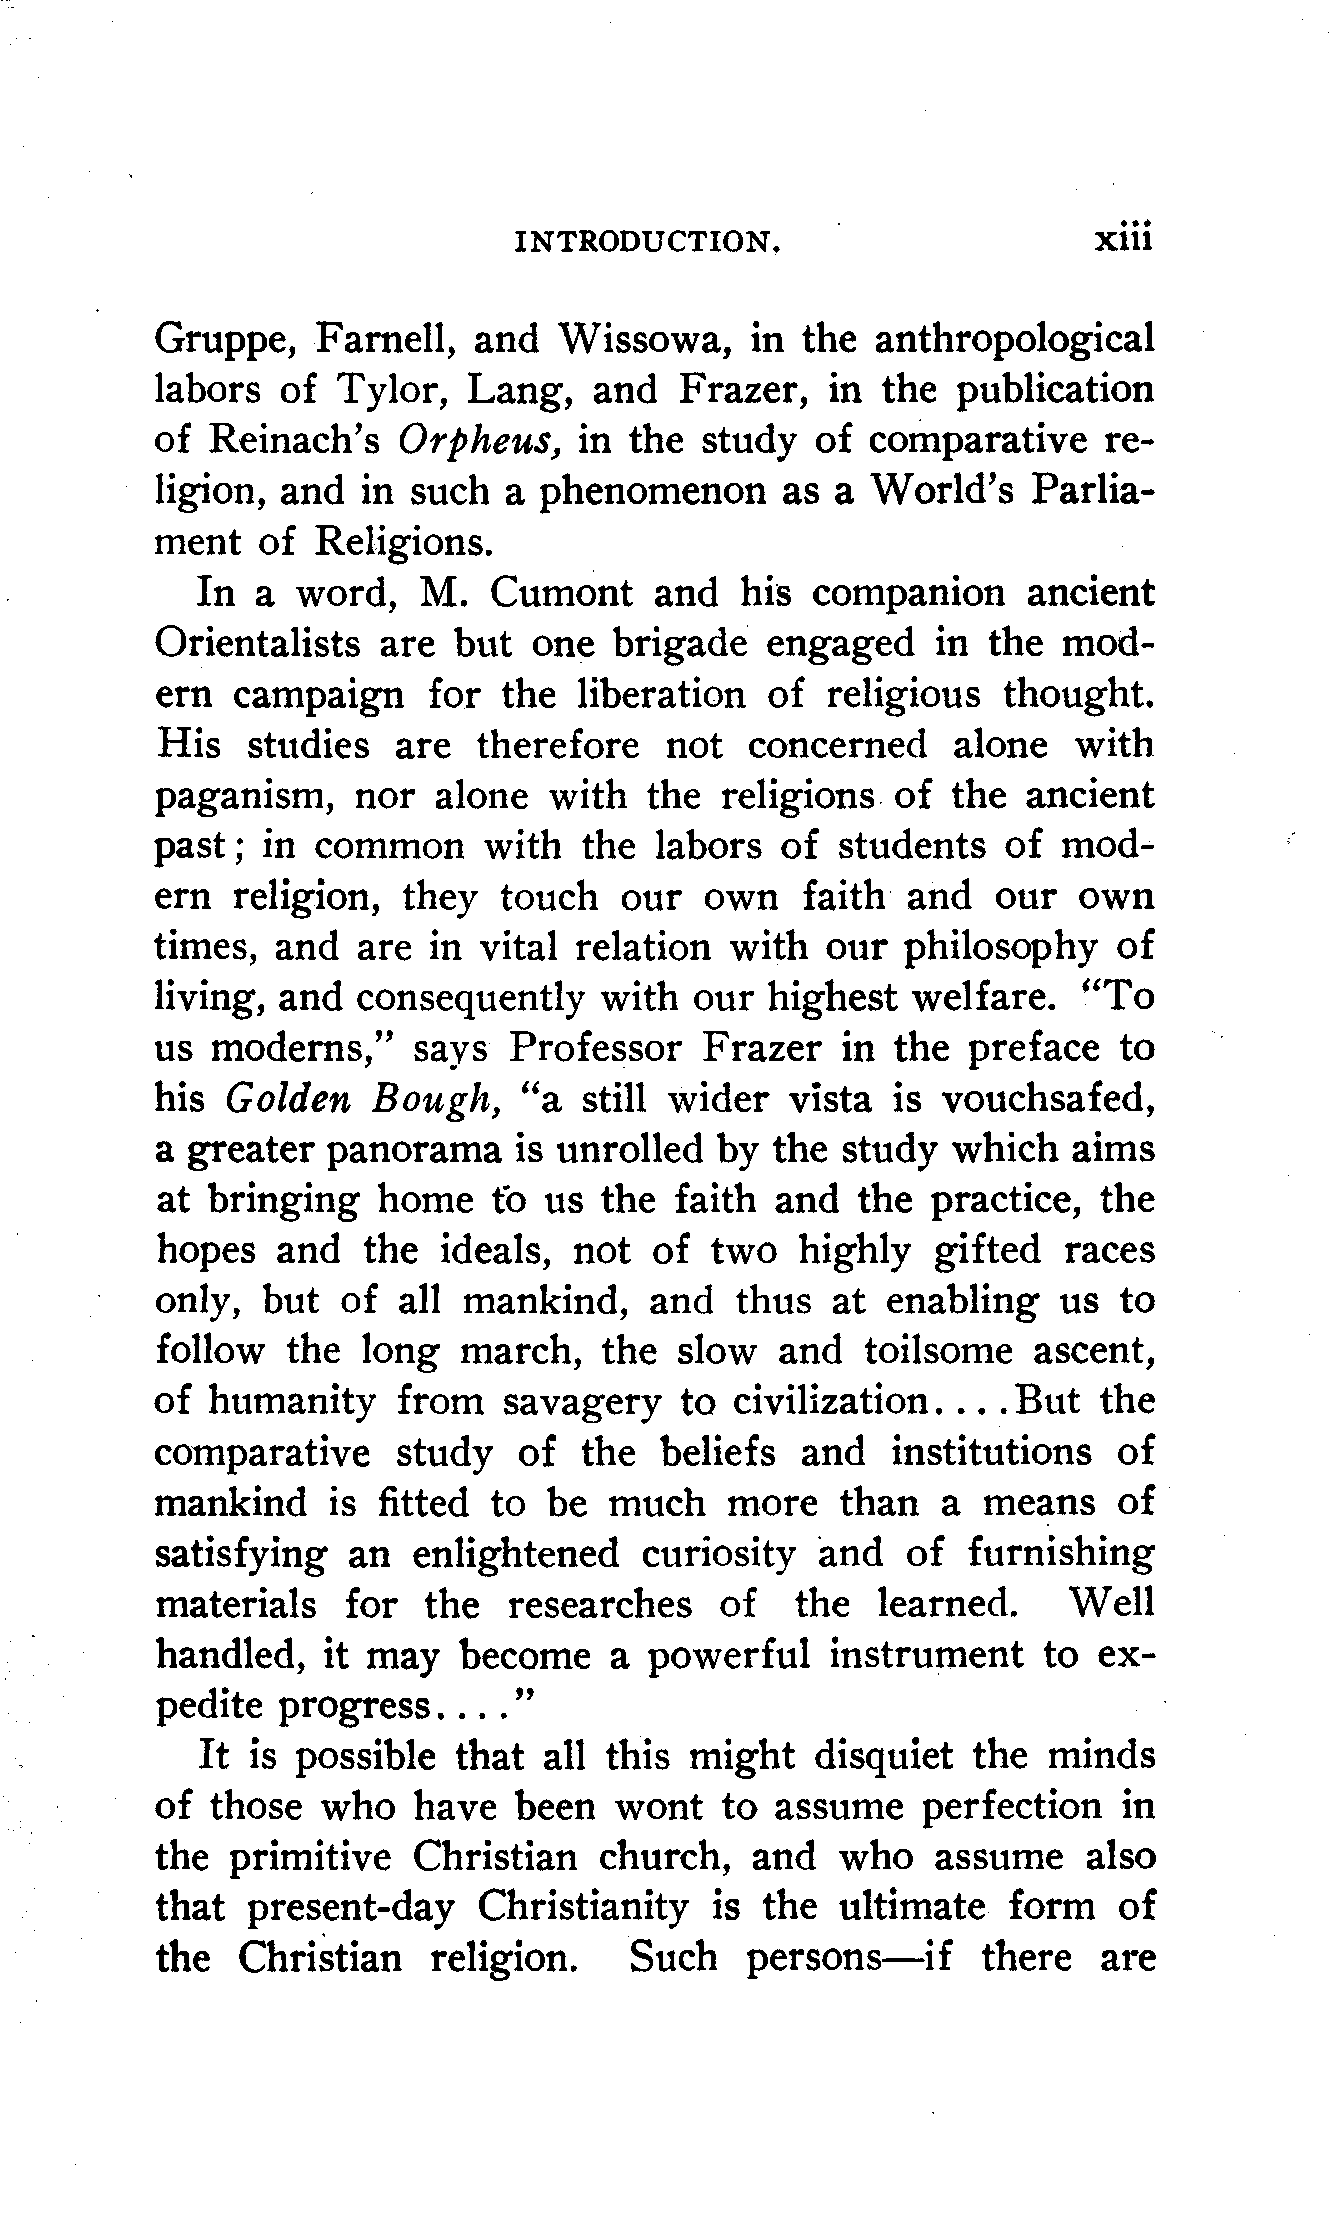 INTRODUCTION. xiii
Gruppe, Farnell, and Wissowa, in the anthropological
labors of Tylor, Lang, and Frazer, in the publication
of Reinach's Orpheus, in the study of comparative re-
ligion, and in such a phenomenon as a World's Parlia-
ment of Religions.
In a word, M. Cumont and his companion ancient
Orientalists are but one brigade engaged in the mod-
ern campaign for the liberation of religious thought.
His studies are therefore not concerned alone with
paganism, nor alone with the religions of the ancient
past; in common with the labors of students of mod-
ern religion, they touch our own faith and our own
times, and are in vital relation with our philosophy of
living, and consequently with our highest welfare. "To
us moderns," says Professor Frazer in the preface to
his Golden Bough, "a still wider vista is vouchsafed,
a greater panorama is unrolled by the study which aims
at bringing home to us the faith and the practice, the
hopes and the ideals, not of two highly gifted races
only, but of all mankind, and thus at enabling us to
follow the long march, the slow and toilsome ascent,
of humanity from savagery to civilization. . . . But the
comparative study of the beliefs and institutions of
mankind is fitted to be much more than a means of
satisfying an enlightened curiosity and of furnishing
materials for the researches of the learned. Well
handled, it may become a powerful instrument to ex-
pedite progress. . . ."
It is possible that all this might disquiet the minds
of those who have been wont to assume perfection in
the primitive Christian church, and who assume also
that present-day Christianity is the ultimate form of
the Christian religion. Such persons—if there are